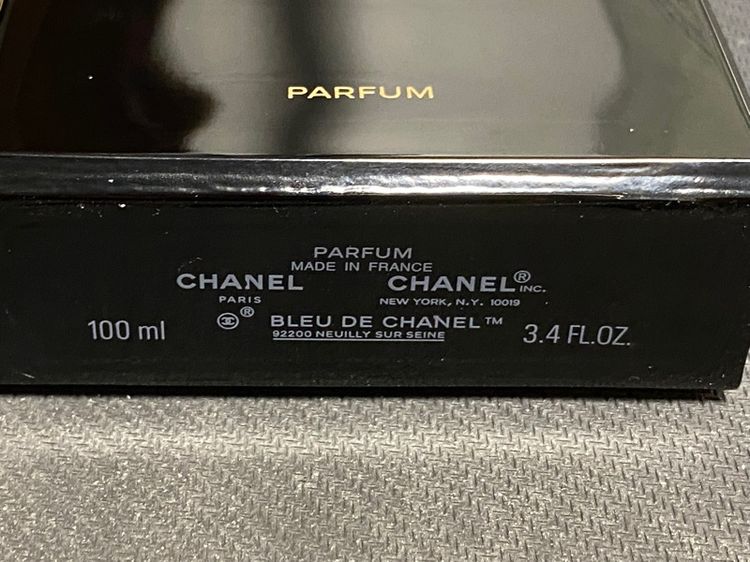 PARFUM
PARFUM
MADE IN FRANCE
CHANEL CHANEL® INC.
PARIS NEW YORK, N.Y. 10019
® BLEU DE CHANEL™
100 ml 92200 NEUILLY SUR SEINE 3.4 FL.OZ.